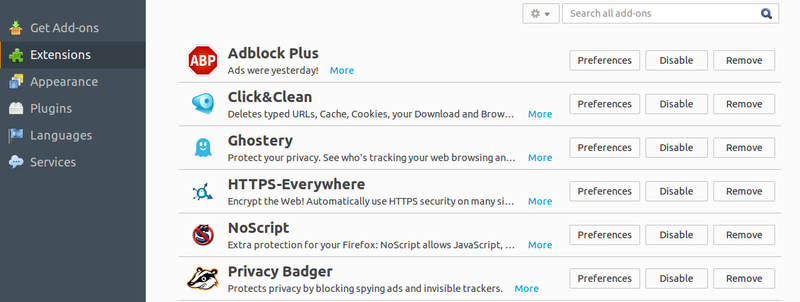 Get Add-ons
Extensions
Appearance
Plugins
Languages
Services
Search all add-ons
ABP
Adblock Plus
Ads were yesterday! More
Preferences Disable Remove
Click&Clean
Deletes typed URLs, Cache, Cookies, your Download and Brow... More
Preferences Disable Remove
Ghostery
Protect your privacy. See who's tracking your web browsing an... More
Preferences Disable Remove
HTTPS-Everywhere
Encrypt the Web! Automatically use HTTPS security on many si... More
Preferences Disable Remove
NoScript
Extra protection for your Firefox: NoScript allows JavaScript, ... More
Preferences Disable Remove
Privacy Badger
Protects privacy by blocking spying ads and invisible trackers. More
Preferences Disable Remove